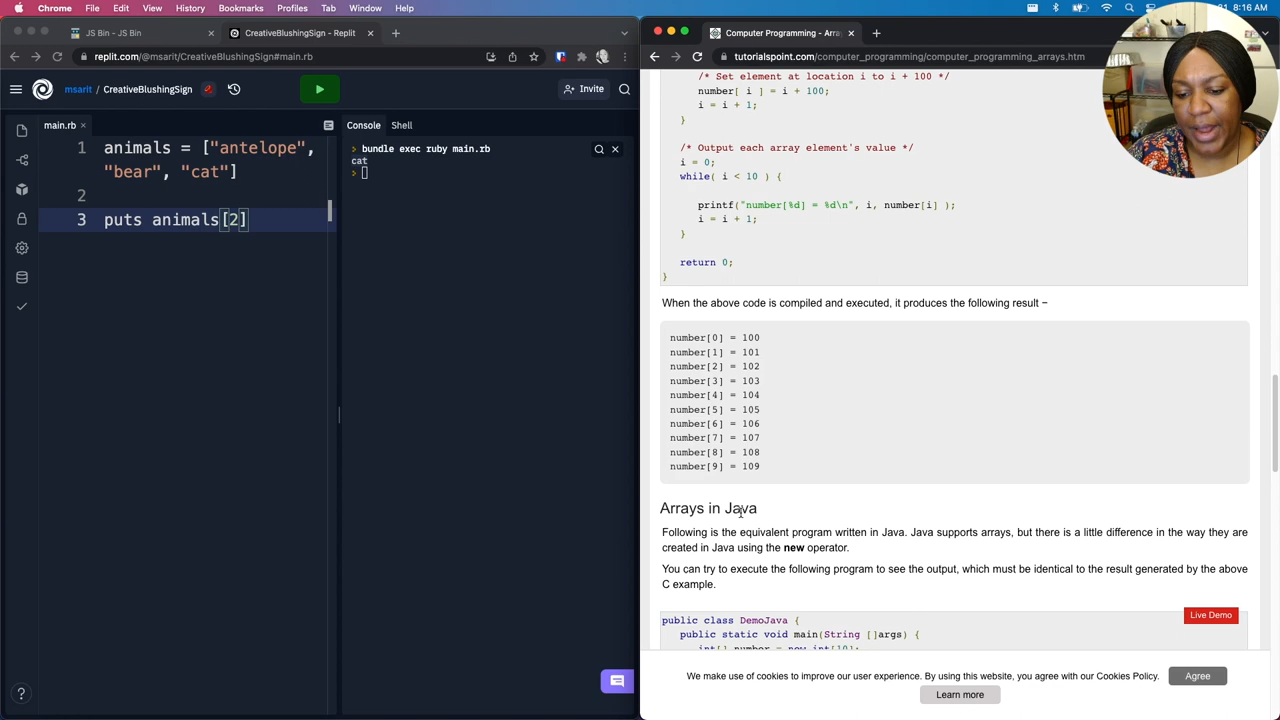 JS Bin - JS Bin
CreativeBlushingSign - Replit
replit.com/@msarit/CreativeBlushingSign#main.rb
msarit / CreativeBlushingSign
Invite
main.rb
Console
Shell
1 animals = ["antelope",
"bear", "cat"]
2
3 puts animals[2]
bundle exec ruby main.rb
cat
Computer Programming - Arra
tutorialspoint.com/computer_programming/computer_programming_arrays.htm
/* Set element at location i to i + 100 */
number[ i ] = i + 100;
i = i + 1;
}
/* Output each array element's value */
i = 0;
while( i < 10 ) {
printf("number[%d] = %d\n", i, number[i] );
i = i + 1;
}
return 0;
}
When the above code is compiled and executed, it produces the following result −
number[0] = 100
number[1] = 101
number[2] = 102
number[3] = 103
number[4] = 104
number[5] = 105
number[6] = 106
number[7] = 107
number[8] = 108
number[9] = 109
Arrays in Java
Following is the equivalent program written in Java. Java supports arrays, but there is a little difference in the way they are
created in Java using the new operator.
You can try to execute the following program to see the output, which must be identical to the result generated by the above
C example.
Live Demo
public class DemoJava {
public static void main(String []args) {
int[] number = new int[10];
We make use of cookies to improve our user experience. By using this website, you agree with our Cookies Policy.
Agree
Learn more